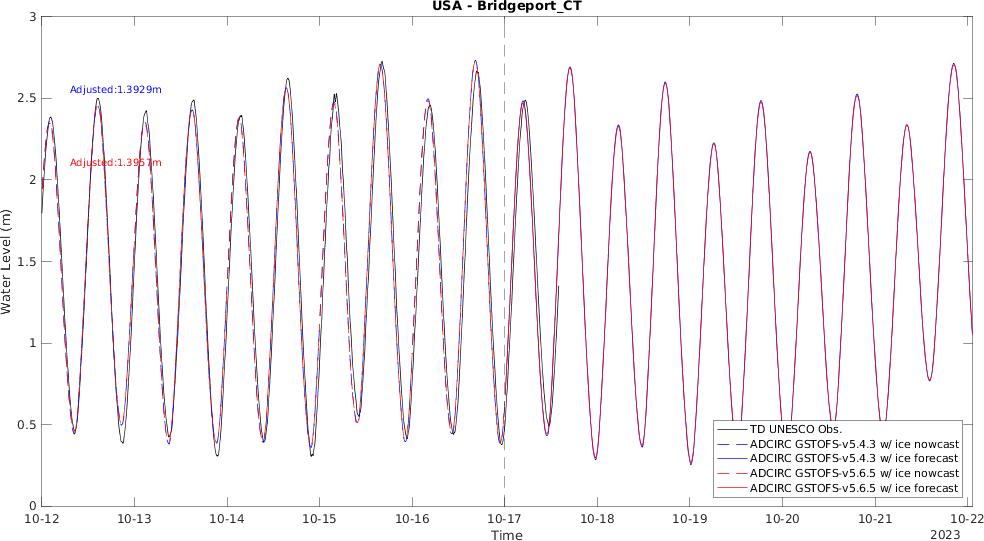 USA - Bridgeport_CT
3
2.5
2
1.5
1
0.5
0
Water Level (m)
Adjusted:1.3929m
Adjusted:1.3957m
TD UNESCO Obs.
ADCIRC GSTOFS-v5.4.3 w/ ice nowcast
ADCIRC GSTOFS-v5.4.3 w/ ice forecast
ADCIRC GSTOFS-v5.6.5 w/ ice nowcast
ADCIRC GSTOFS-v5.6.5 w/ ice forecast
10-12 10-13 10-14 10-15 10-16 10-17 10-18 10-19 10-20 10-21 10-22
Time
2023